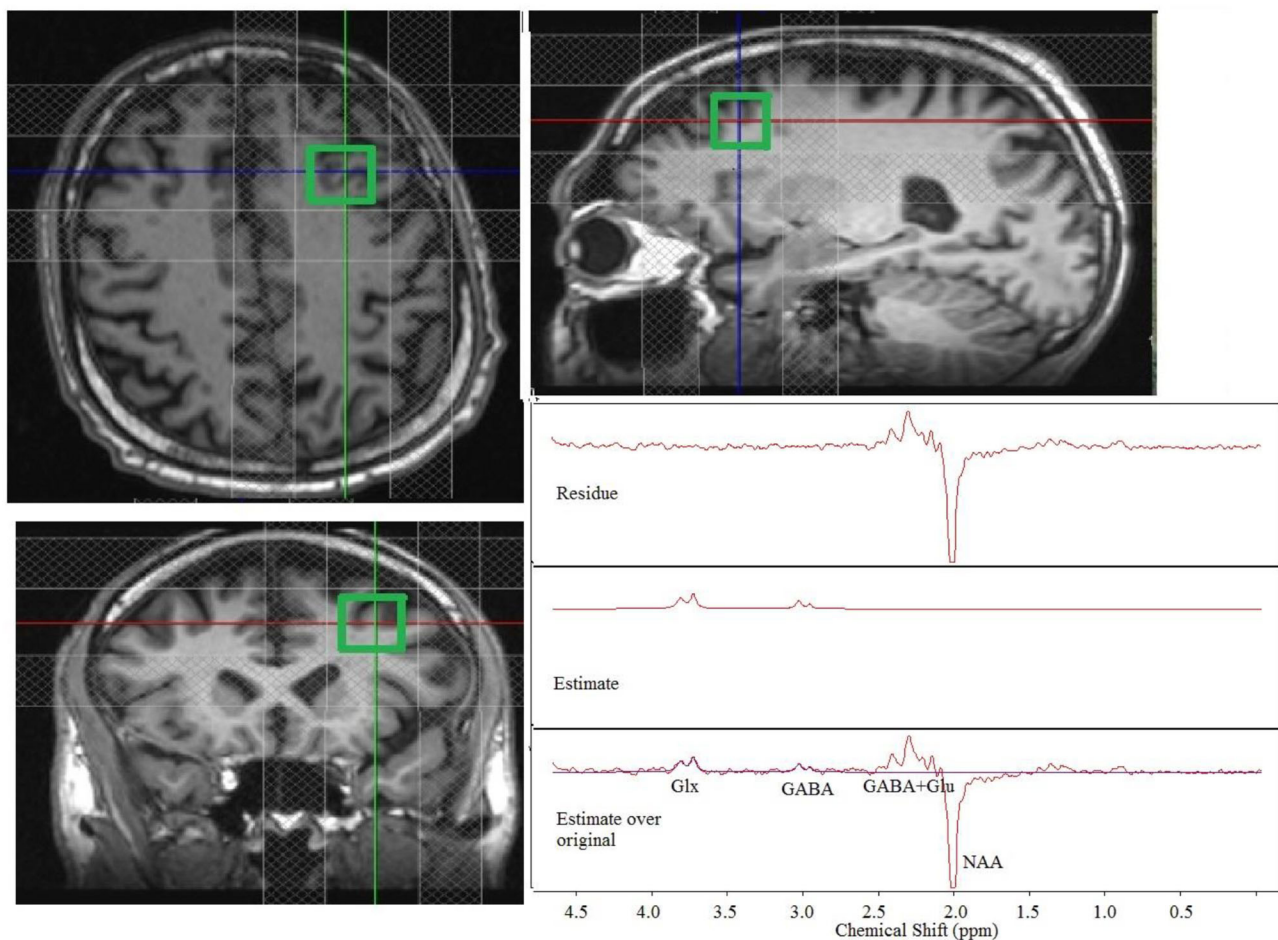 Residue
Estimate
Glx
GABA
GABA+Glu
Estimate over
original
NAA
4.5 4.0 3.5 3.0 2.5 2.0 1.5 1.0 0.5
Chemical Shift (ppm)